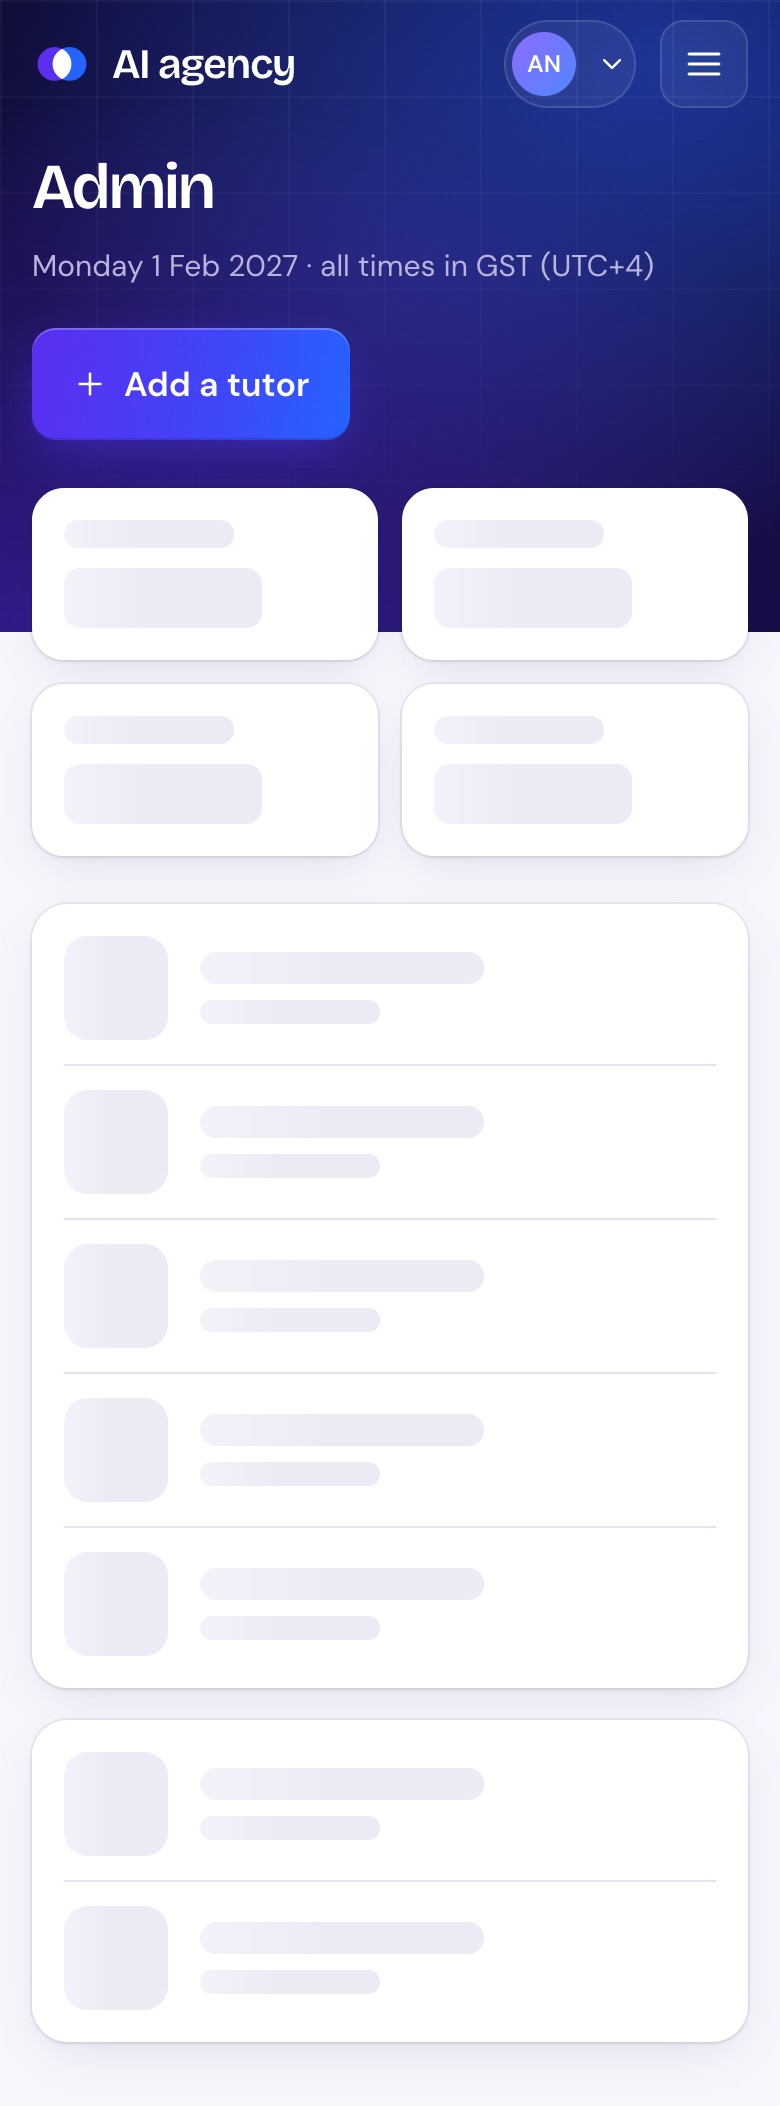 AI agency
AN
Admin
Monday 1 Feb 2027 · all times in GST (UTC+4)
Add a tutor